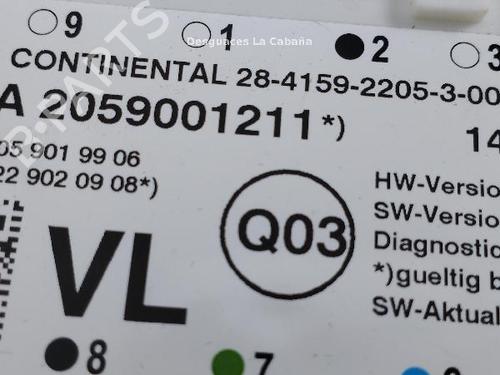 9 1 2 3
Desguaces La Cabaña
CONTINENTAL 28-4159-2205-3-00
A 2059001211*)
14
05 901 99 06
22 902 09 08*)
B-PARTS
Q03
VL
HW-Versio
SW-Versio
Diagnostic
*)gueltig b
SW-Aktual
8 7